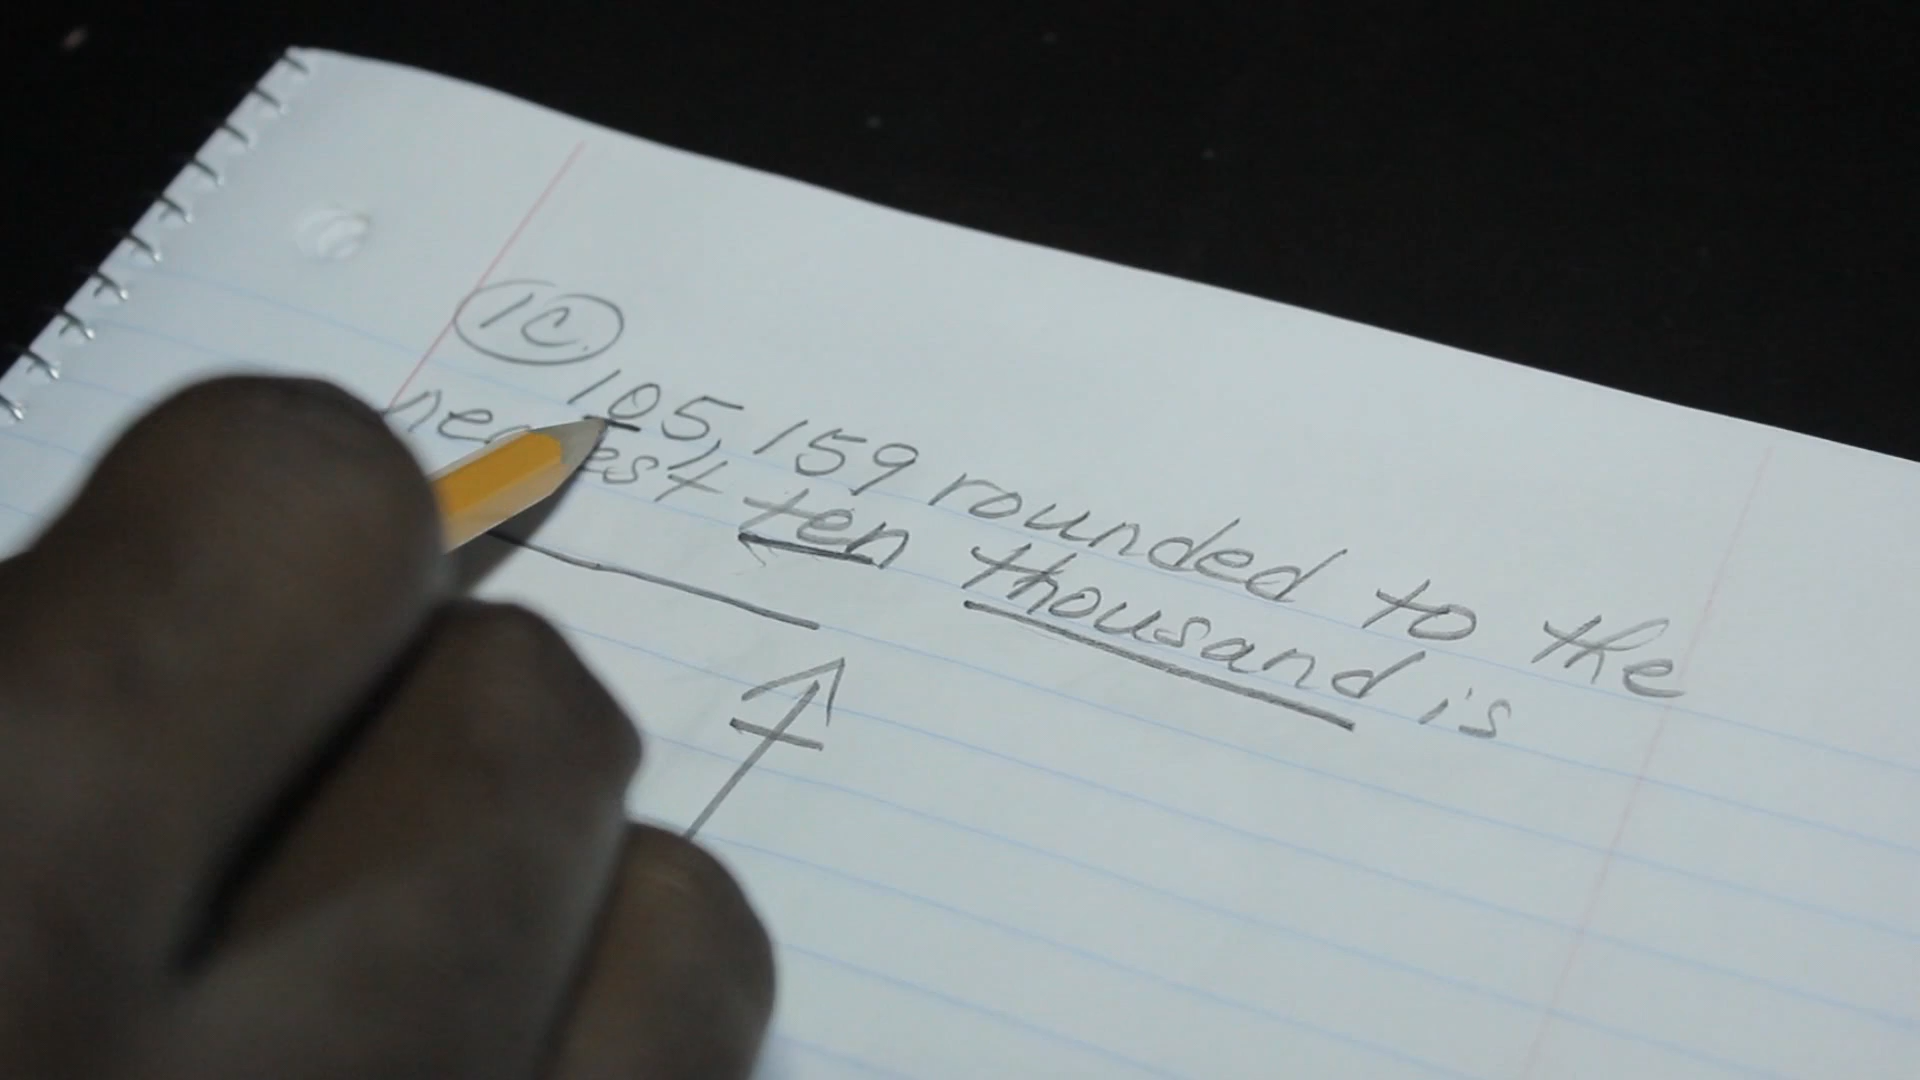 1C.
105,159 rounded to the
nearest ten thousand is